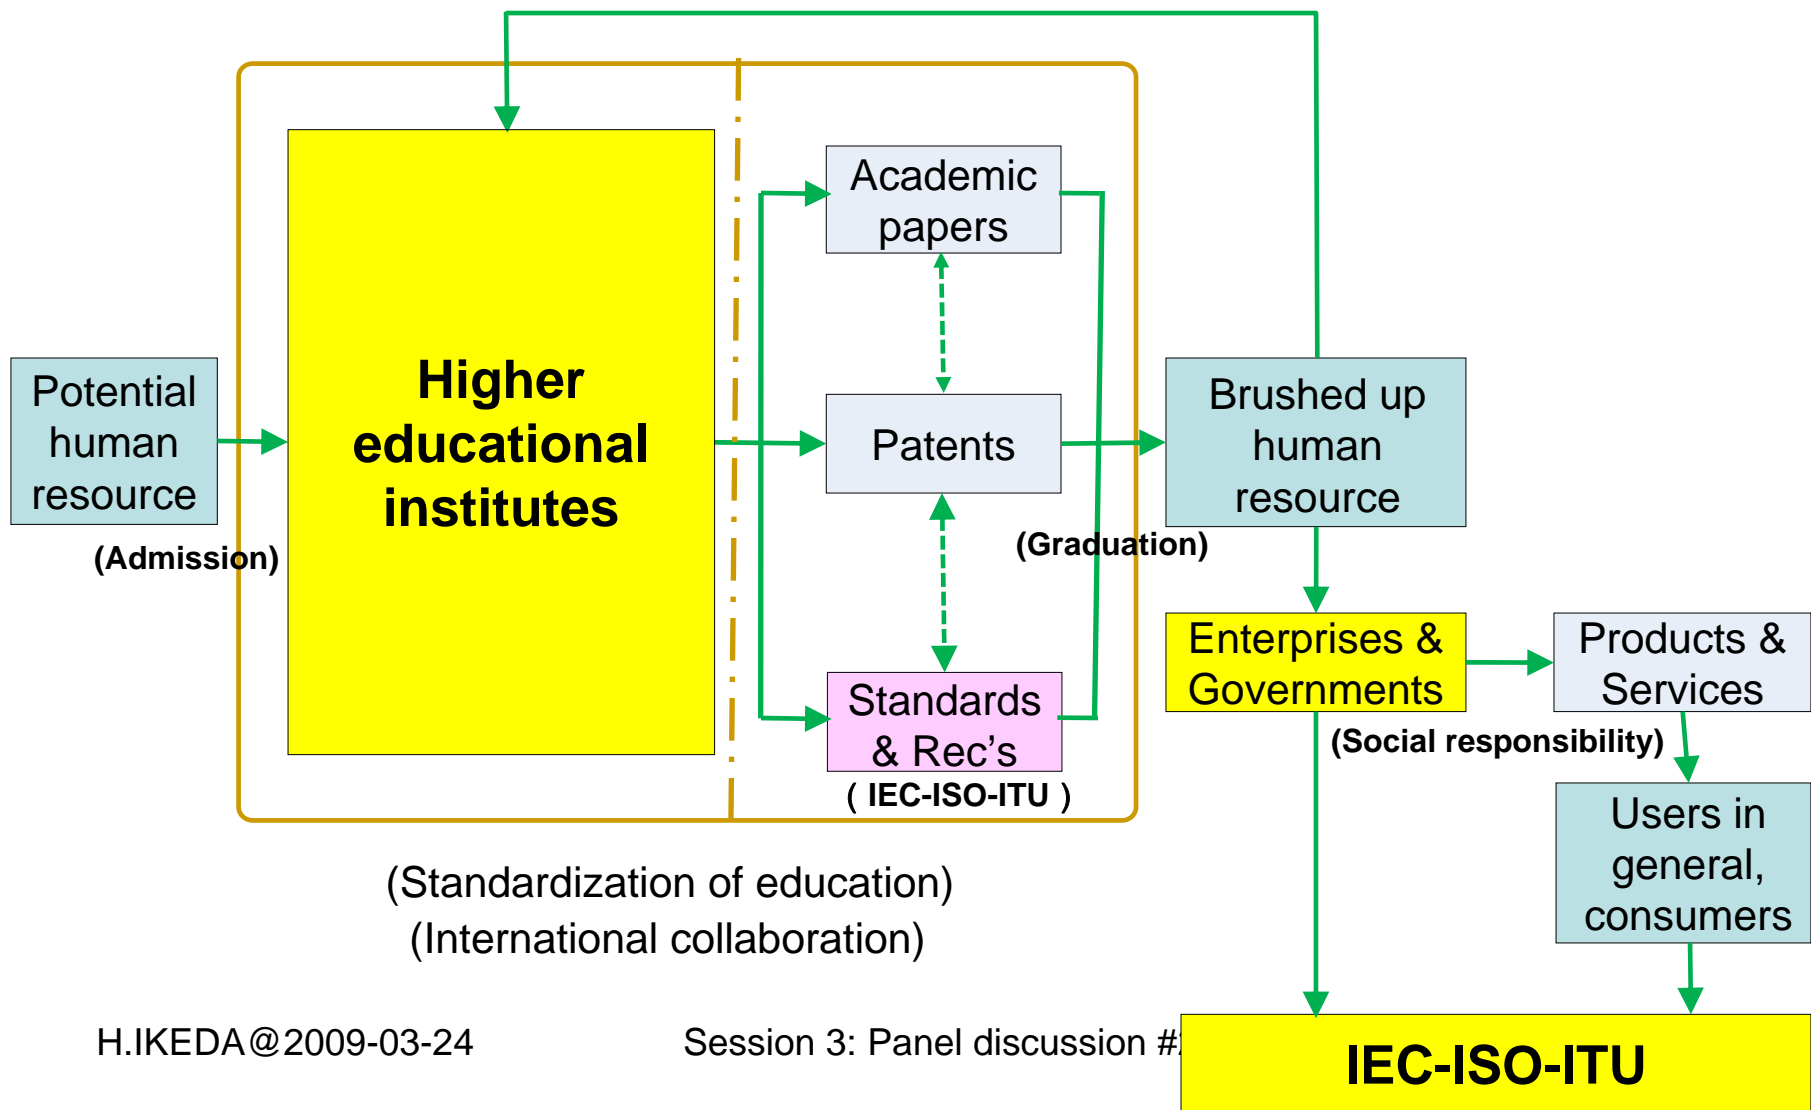 Potential
human
resource
(Admission)
Higher
educational
institutes
Academic
papers
Patents
Standards
& Rec's
( IEC-ISO-ITU )
(Graduation)
Brushed up
human
resource
Enterprises &
Governments
Products &
Services
(Social responsibility)
Users in
general,
consumers
(Standardization of education)
(International collaboration)
H.IKEDA@2009-03-24
Session 3: Panel discussion
IEC-ISO-ITU